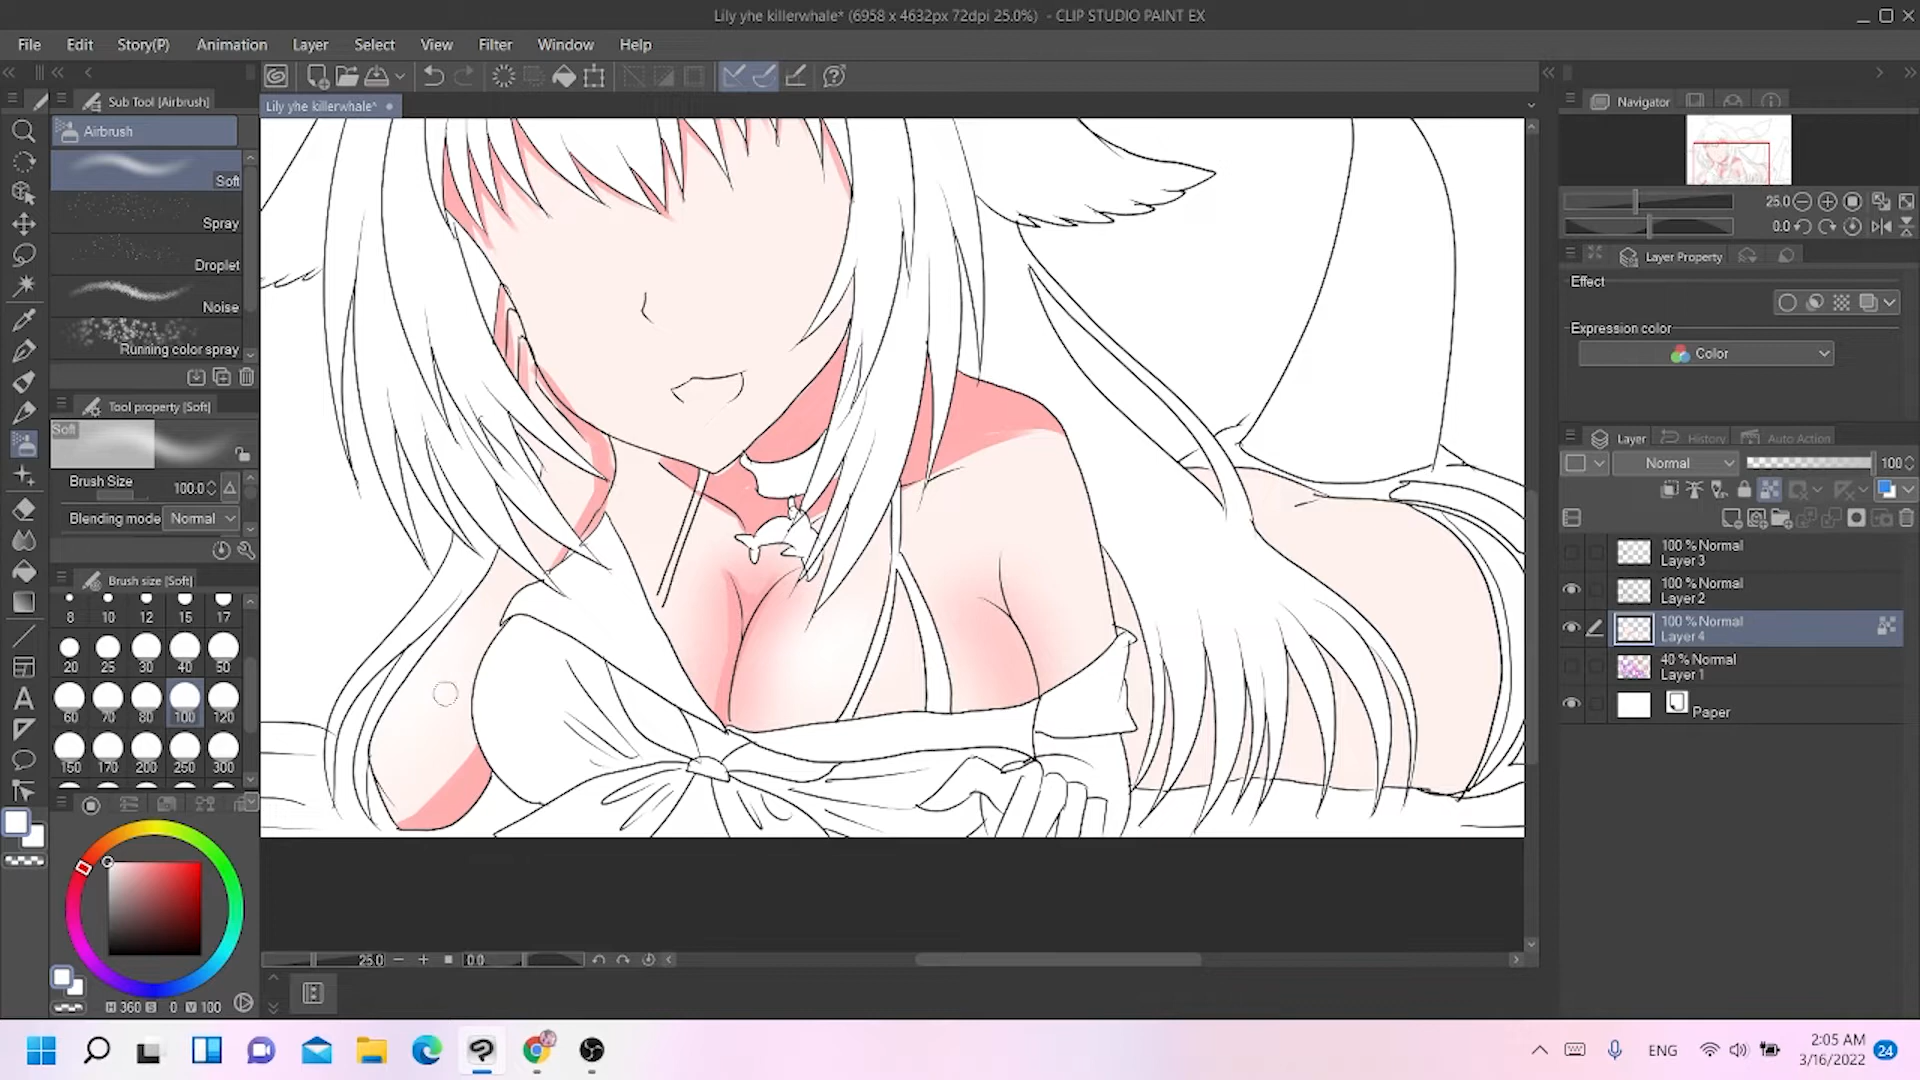 Lily yhe killerwhale* (6958 x 4632px 72dpi 25.0%) - CLIP STUDIO PAINT EX
File Edit Story(P) Animation Layer Select View Filter Window Help
Sub Tool [Airbrush]
Lily yhe killerwhale*
Navigator
Airbrush
Soft
Spray
Droplet
Noise
Running color spray
25.0
0.0
Layer Property
Effect
Expression color
Color
Tool property [Soft]
Soft
Brush Size 100.0
Blending mode Normal
Layer History Auto Action
Normal 100
100 % Normal
Layer 3
100 % Normal
Layer 2
100 % Normal
Layer 4
40 % Normal
Layer 1
Paper
Brush size [Soft]
8 10 12 15 17
20 25 30 40 50
60 70 80 100 120
150 170 200 250 300
25.0 0.0
H 360 S 0 V 100
A
ENG
2:05 AM
3/16/2022
24